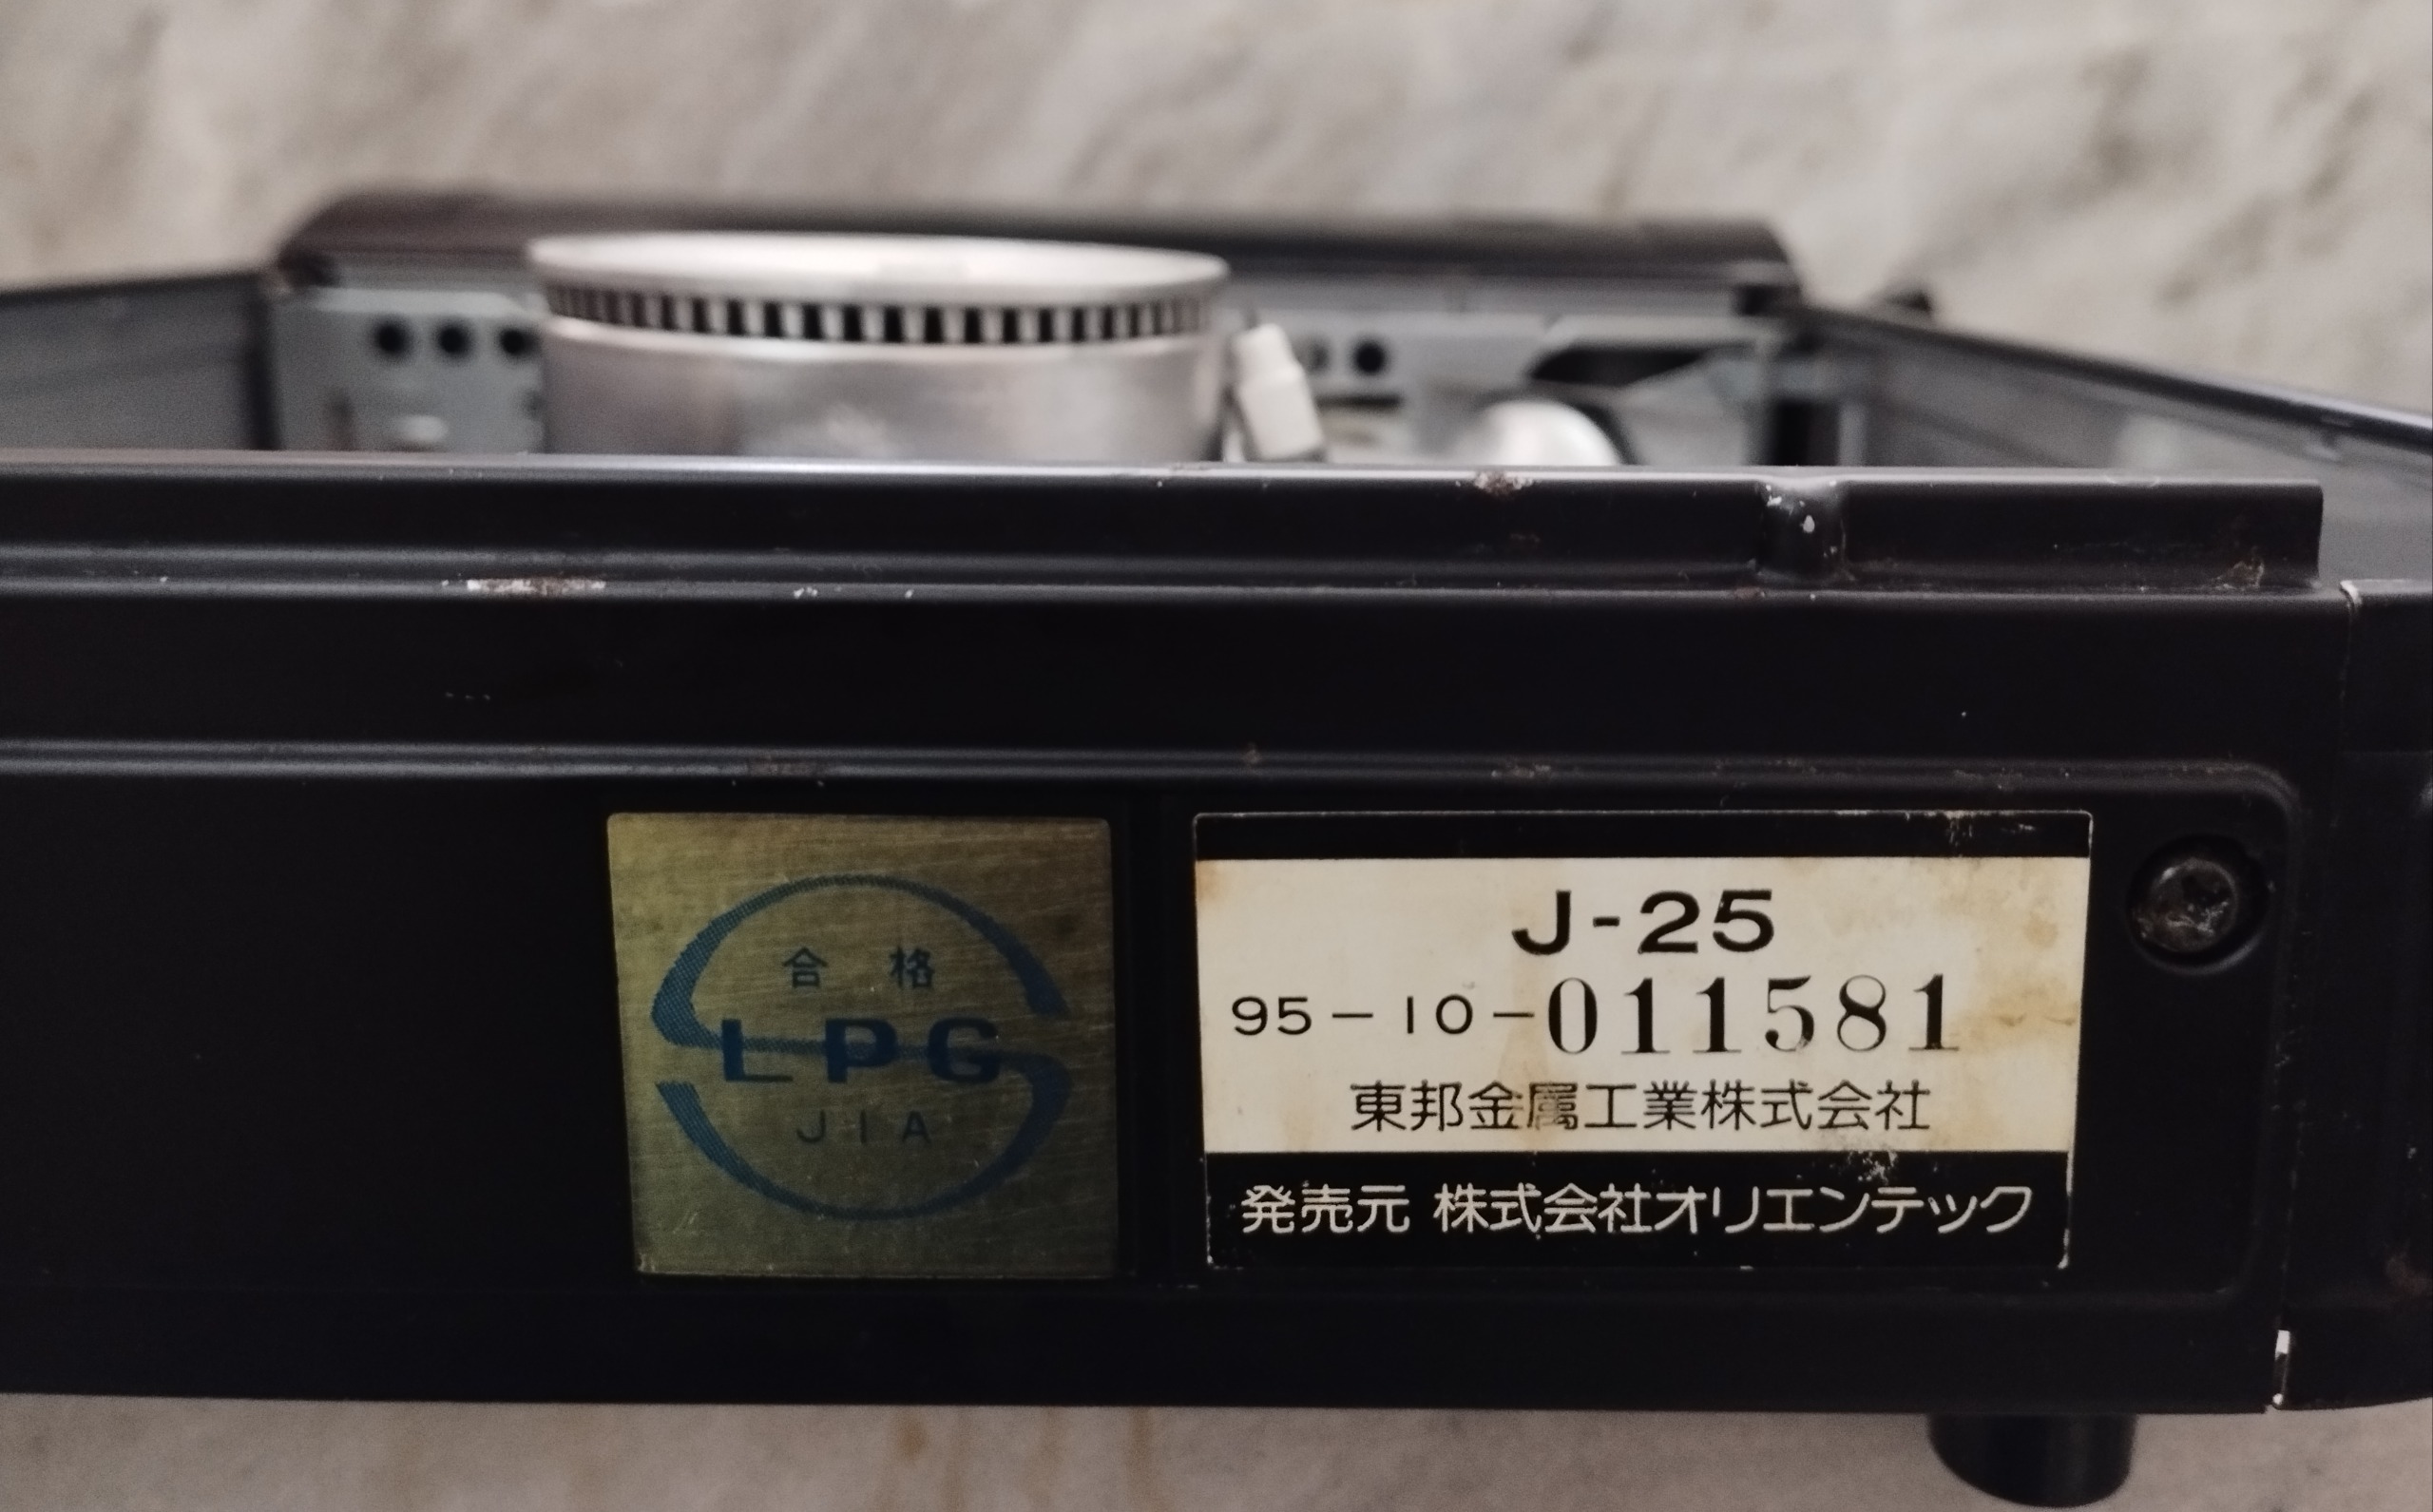 合格
LPG
JIA
J-25
95-10-011581
東邦金属工業株式会社
発売元 株式会社オリエンテック